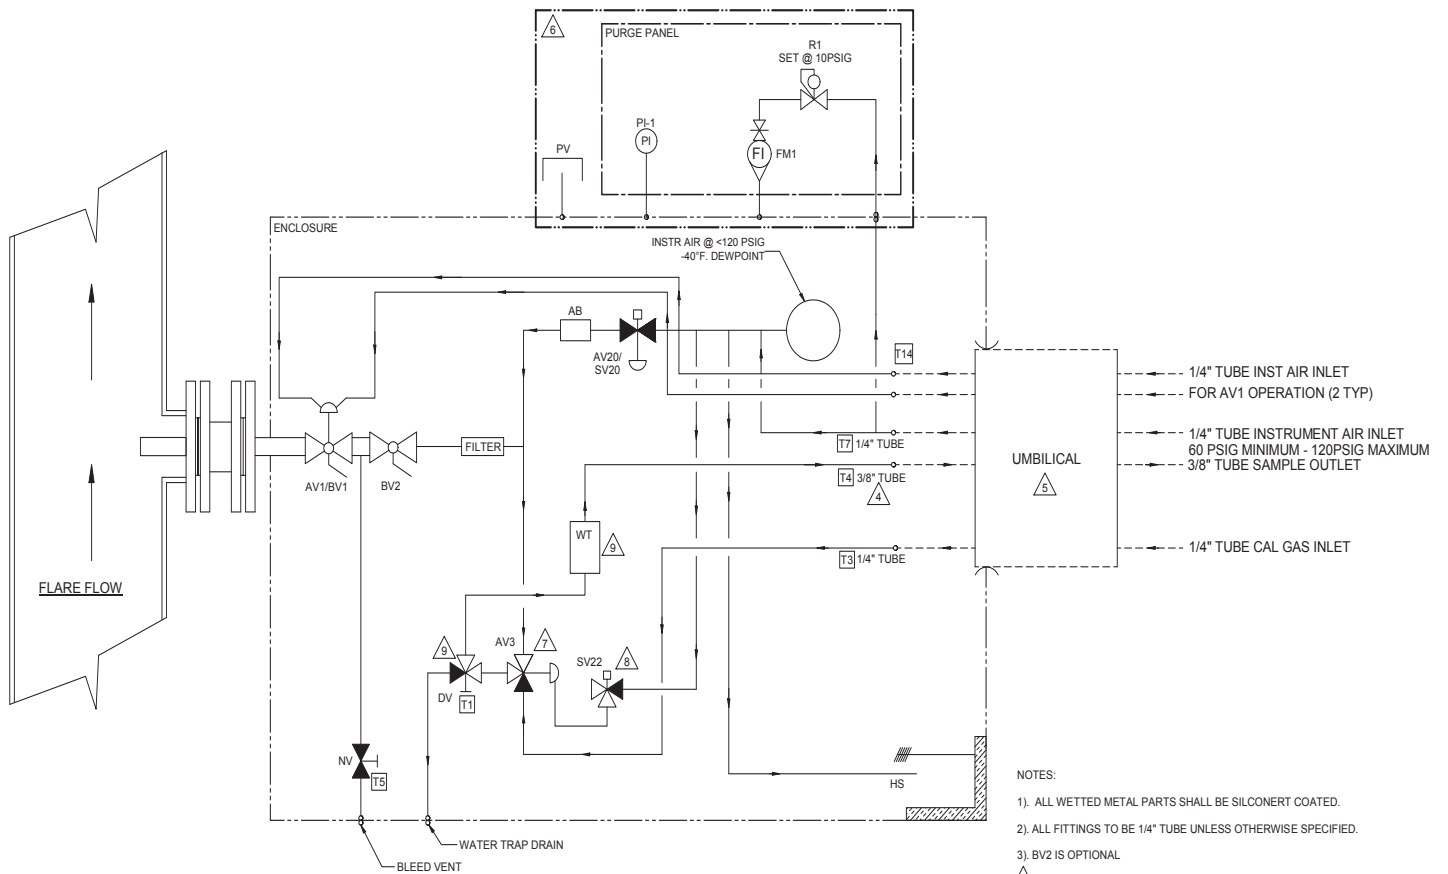 6
PURGE PANEL
R1
SET @ 10PSIG
PI-1
PI
FI
FM1
PV
ENCLOSURE
INSTR AIR @ <120 PSIG
-40°F. DEWPOINT
AB
AV20/
SV20
T14
1/4" TUBE INST AIR INLET
FOR AV1 OPERATION (2 TYP)
T7 1/4" TUBE
1/4" TUBE INSTRUMENT AIR INLET
60 PSIG MINIMUM - 120PSIG MAXIMUM
FILTER
UMBILICAL
5
T4 3/8" TUBE
4
3/8" TUBE SAMPLE OUTLET
AV1/BV1
BV2
WT
9
T3 1/4" TUBE
1/4" TUBE CAL GAS INLET
FLARE FLOW
9
AV3
7
SV22
8
DV
T1
NV
T5
HS
WATER TRAP DRAIN
BLEED VENT
NOTES:
1). ALL WETTED METAL PARTS SHALL BE SILCONERT COATED.
2). ALL FITTINGS TO BE 1/4" TUBE UNLESS OTHERWISE SPECIFIED.
3). BV2 IS OPTIONAL